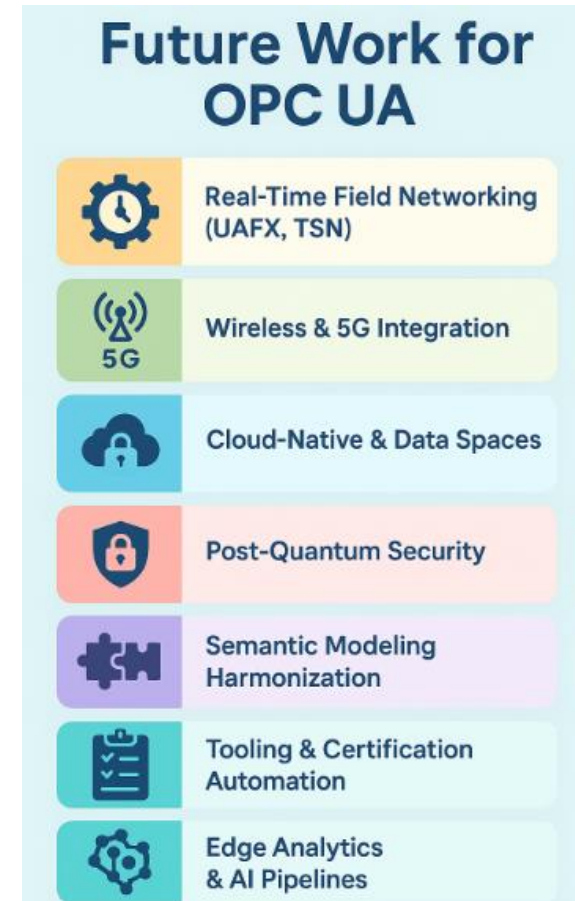 Future Work for
OPC UA
Real-Time Field Networking
(UAFX, TSN)
5G
Wireless & 5G Integration
Cloud-Native & Data Spaces
Post-Quantum Security
Semantic Modeling
Harmonization
Tooling & Certification
Automation
Edge Analytics
& AI Pipelines